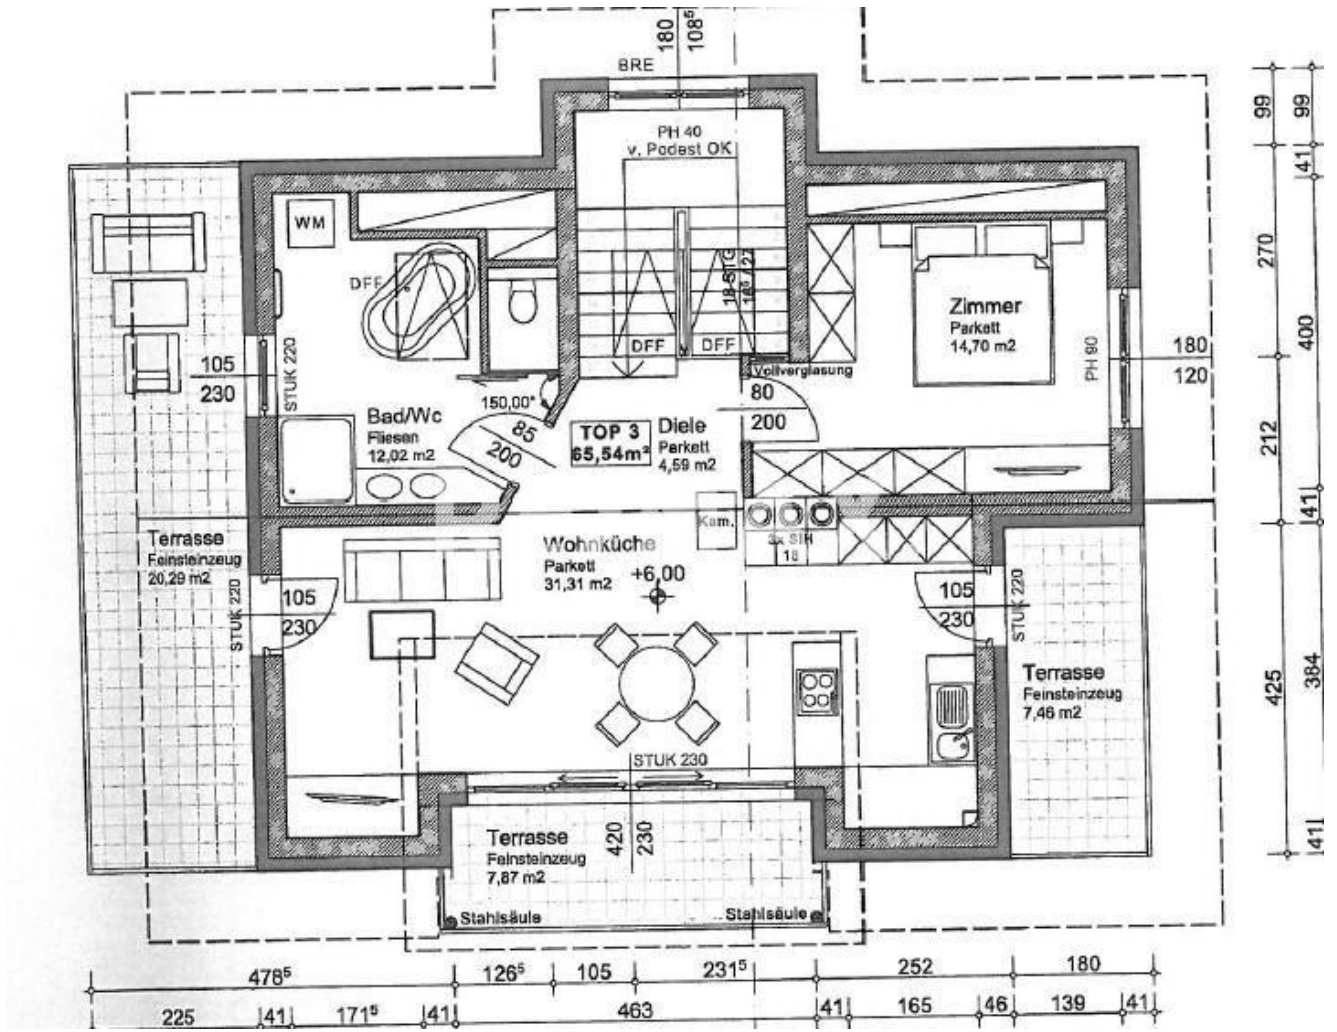 180
108⁵
BRE
PH 40
v. Podest OK
WM
DFF
18 STG
DFF
DFF
Zimmer
Parkett
14,70 m2
PH 90
180
120
STUK 220
105
230
Bad/Wc
Fliesen
12,02 m2
150,00°
85
200
TOP 3
65,54m²
Diele
Parkett
4,59 m2
Vollverglasung
80
200
Kam.
3x SIH
18
Terrasse
Feinsteinzeug
20,29 m2
STUK 220
105
230
Wohnküche
Parkett
31,31 m2
+6,00
105
230
STUK 220
Terrasse
Feinsteinzeug
7,46 m2
STUK 230
420
230
Terrasse
Feinsteinzeug
7,87 m2
Stahlsäule
Stahlsäule
99
270
212
425
99
41
400
41
384
41
478⁵
126⁵
105
231⁵
252
180
225
41
171⁵
41
463
41
165
46
139
41